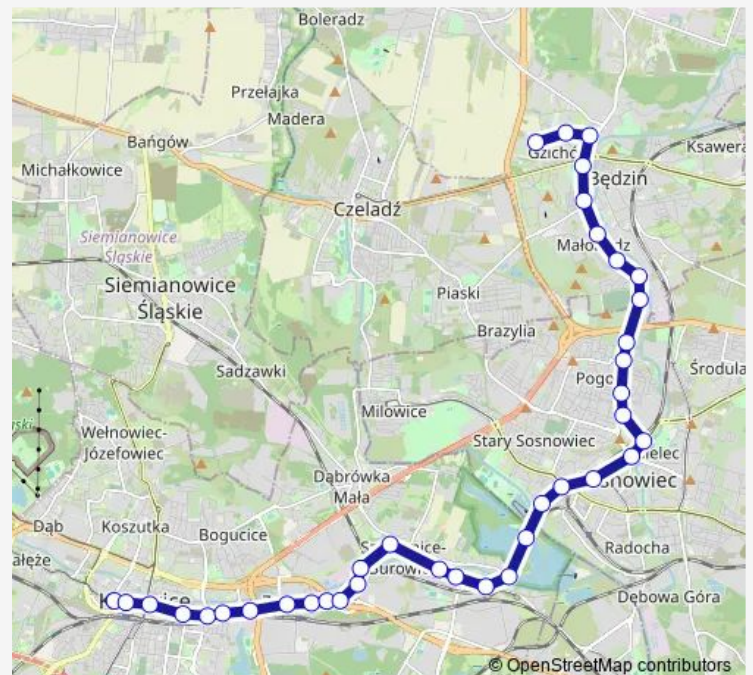 Boleradz
Przełajka
Madera
Bańgów
Ksawera
Michałkowice
Będzin
Czeladź
Siemianowice
Śląskie
Siemianowice
Śląskie
Piaski
Brazylia
Sadzawki
Środula
Milowice
Wełnowiec-
Józefowiec
Stary Sosnowiec
Dąbrówka
Mała
Dąb
Koszutka
Bogucice
Radocha
Dębowa Góra
© OpenStreetMap contributors